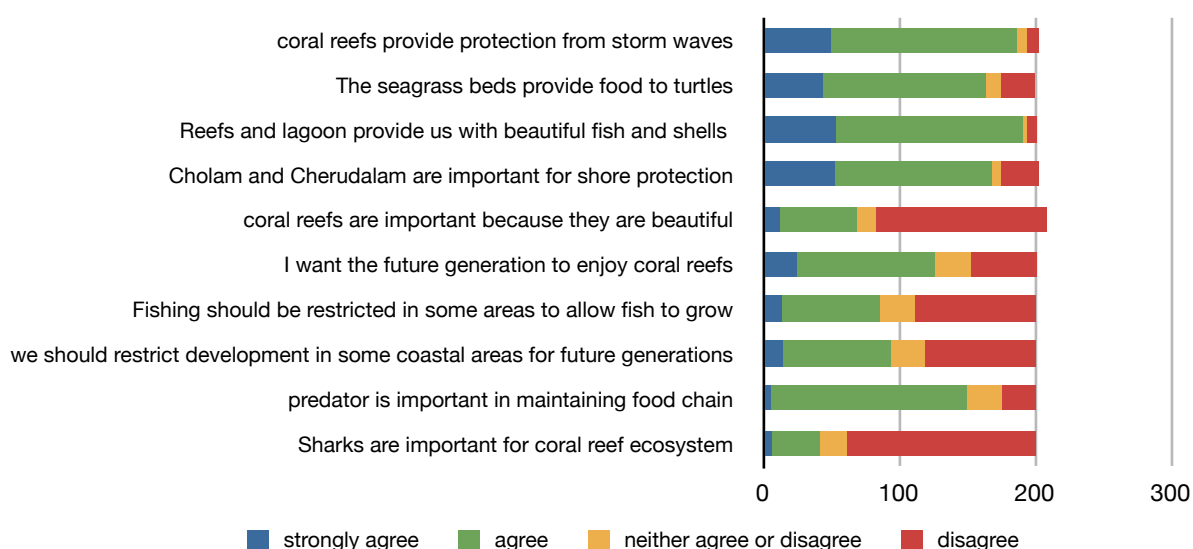 coral reefs provide protection from storm waves
The seagrass beds provide food to turtles
Reefs and lagoon provide us with beautiful fish and shells
Cholam and Cherudalam are important for shore protection
coral reefs are important because they are beautiful
I want the future generation to enjoy coral reefs
Fishing should be restricted in some areas to allow fish to grow
we should restrict development in some coastal areas for future generations
predator is important in maintaining food chain
Sharks are important for coral reef ecosystem
0 100 200 300
strongly agree agree neither agree or disagree disagree